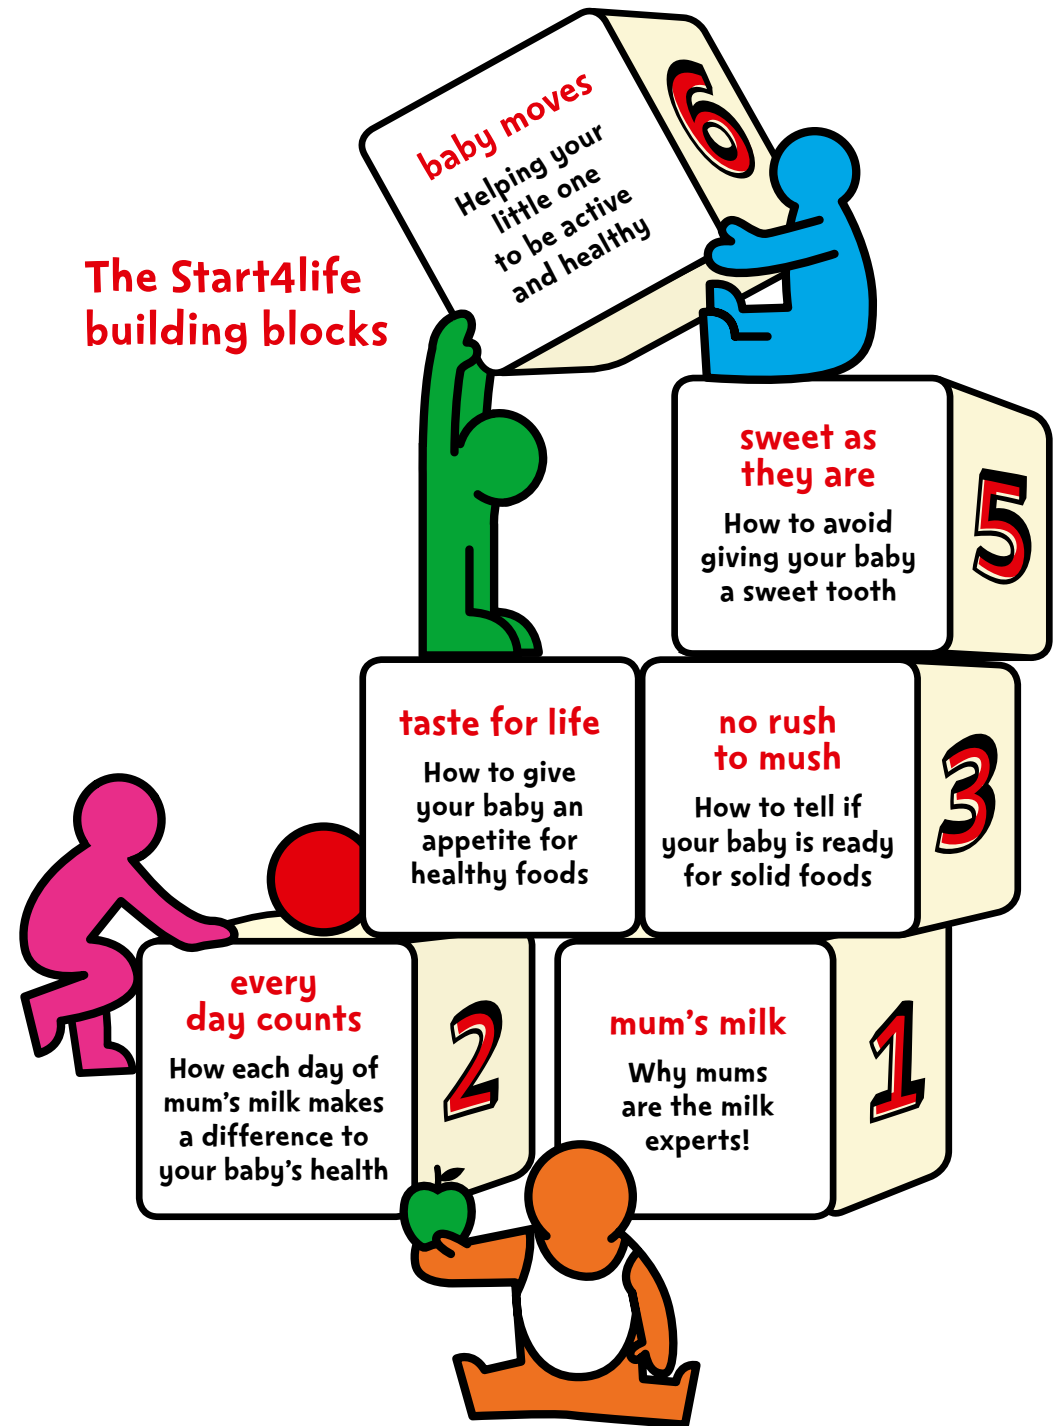 baby moves
Helping your
little one
to be active
and healthy
6
The Start4life
building blocks
sweet as
they are
How to avoid
giving your baby
a sweet tooth
5
taste for life
How to give
your baby an
appetite for
healthy foods
no rush
to mush
How to tell if
your baby is ready
for solid foods
3
every
day counts
How each day of
mum's milk makes
a difference to
your baby's health
2
mum's milk
Why mums
are the milk
experts!
1